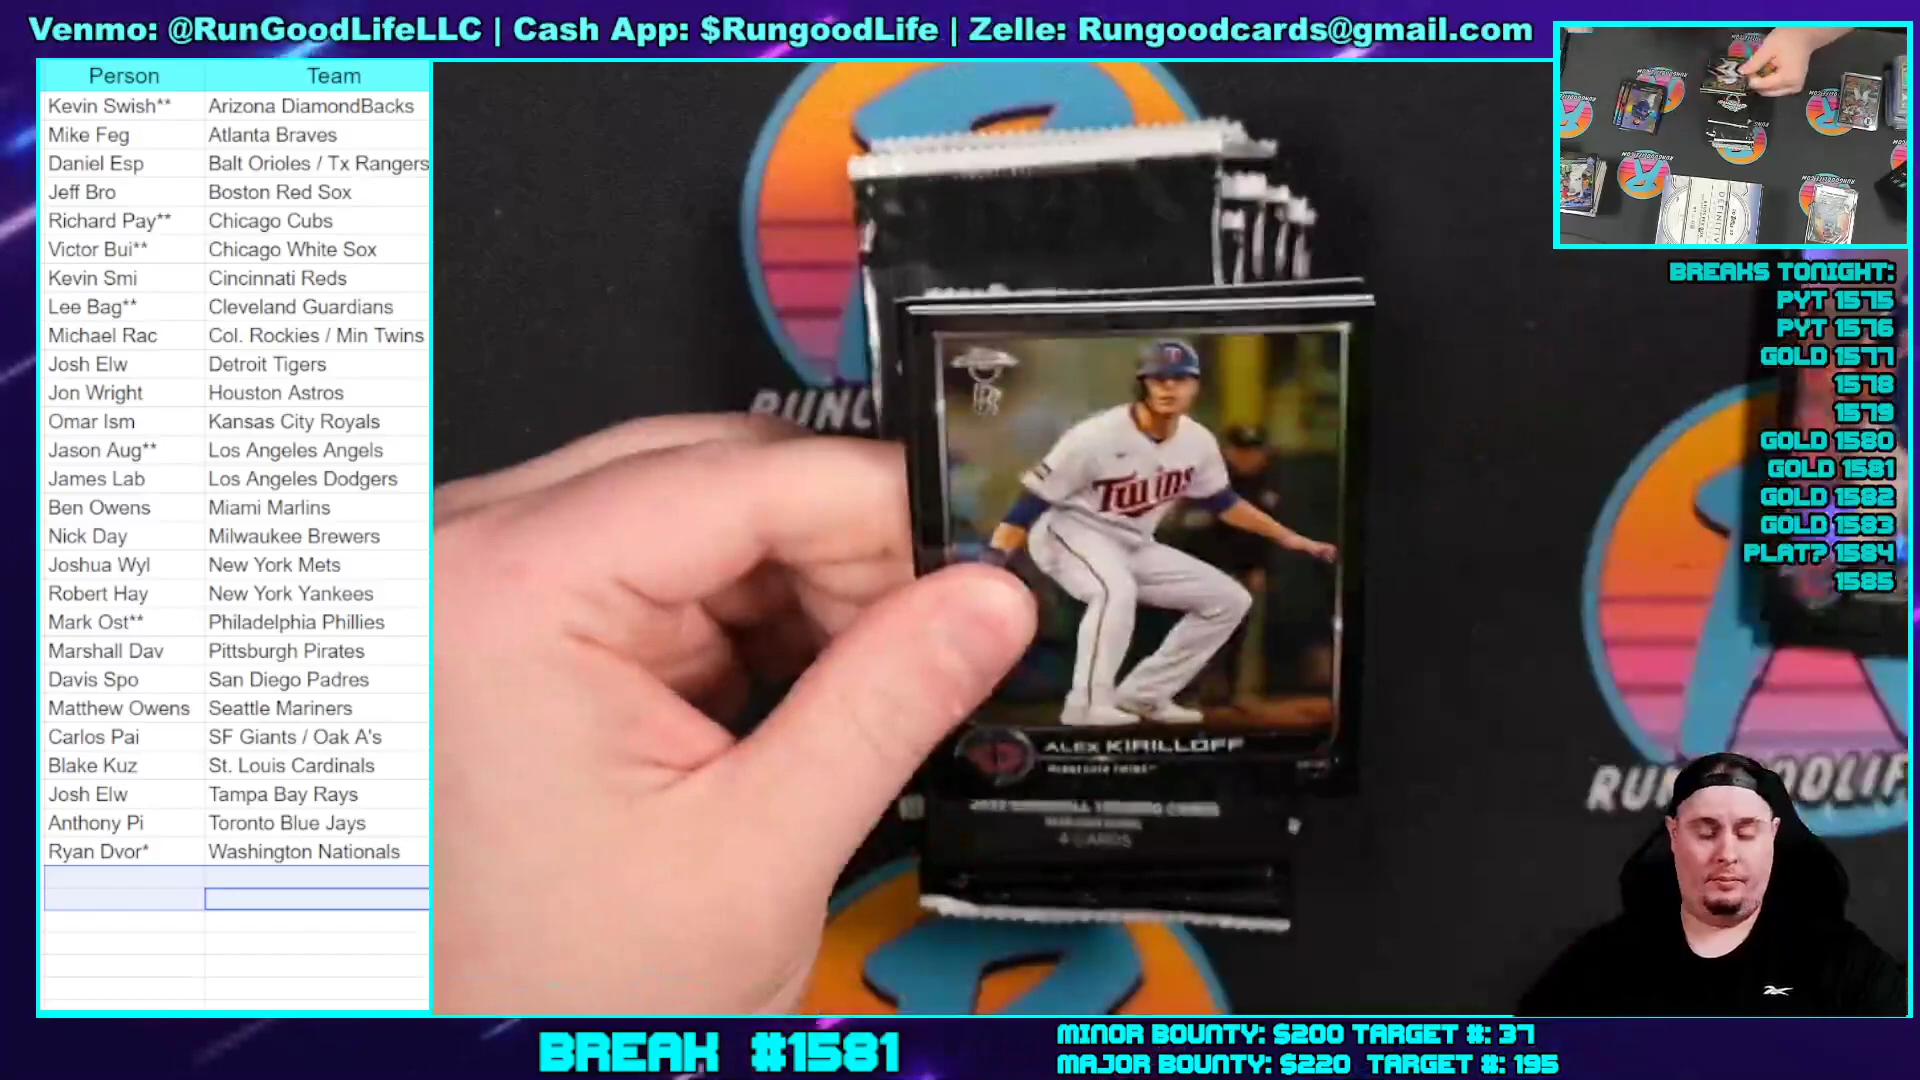 Venmo: @RunGoodLifeLLC | Cash App: $RungoodLife | Zelle: Rungoodcards@gmail.com
Person Team
Kevin Swish** Arizona DiamondBacks
Mike Feg Atlanta Braves
Daniel Esp Balt Orioles / Tx Rangers
Jeff Bro Boston Red Sox
Richard Pay** Chicago Cubs
Victor Bui** Chicago White Sox
Kevin Smi Cincinnati Reds
Lee Bag** Cleveland Guardians
Michael Rac Col. Rockies / Min Twins
Josh Elw Detroit Tigers
Jon Wright Houston Astros
Omar Ism Kansas City Royals
Jason Aug** Los Angeles Angels
James Lab Los Angeles Dodgers
Ben Owens Miami Marlins
Nick Day Milwaukee Brewers
Joshua Wyl New York Mets
Robert Hay New York Yankees
Mark Ost** Philadelphia Phillies
Marshall Dav Pittsburgh Pirates
Davis Spo San Diego Padres
Matthew Owens Seattle Mariners
Carlos Pai SF Giants / Oak A's
Blake Kuz St. Louis Cardinals
Josh Elw Tampa Bay Rays
Anthony Pi Toronto Blue Jays
Ryan Dvor* Washington Nationals
RUNG
Twins
ALEX KIRILLOFF
MINNESOTA TWINS
4 CARDS
BREAKS TONIGHT:
PYT 1575
PYT 1576
GOLD 1577
1578
1579
GOLD 1580
GOLD 1581
GOLD 1582
GOLD 1583
PLAT? 1584
1585
BREAK #1581
MINOR BOUNTY: $200 TARGET #: 37
MAJOR BOUNTY: $220 TARGET #: 195